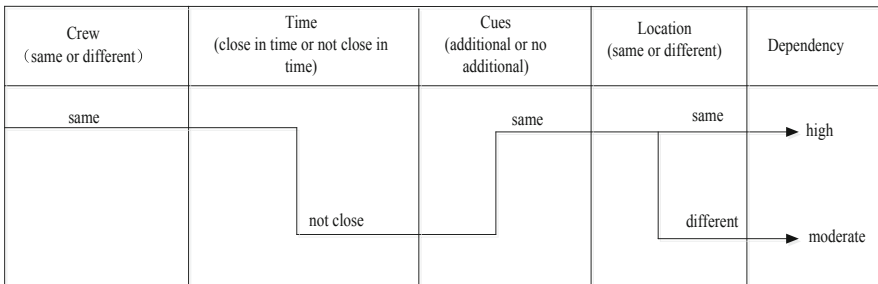 Crew
（same or different）
Time
(close in time or not close in
time)
Cues
(additional or no
additional)
Location
(same or different)
Dependency
same
same
same
high
not close
different
moderate